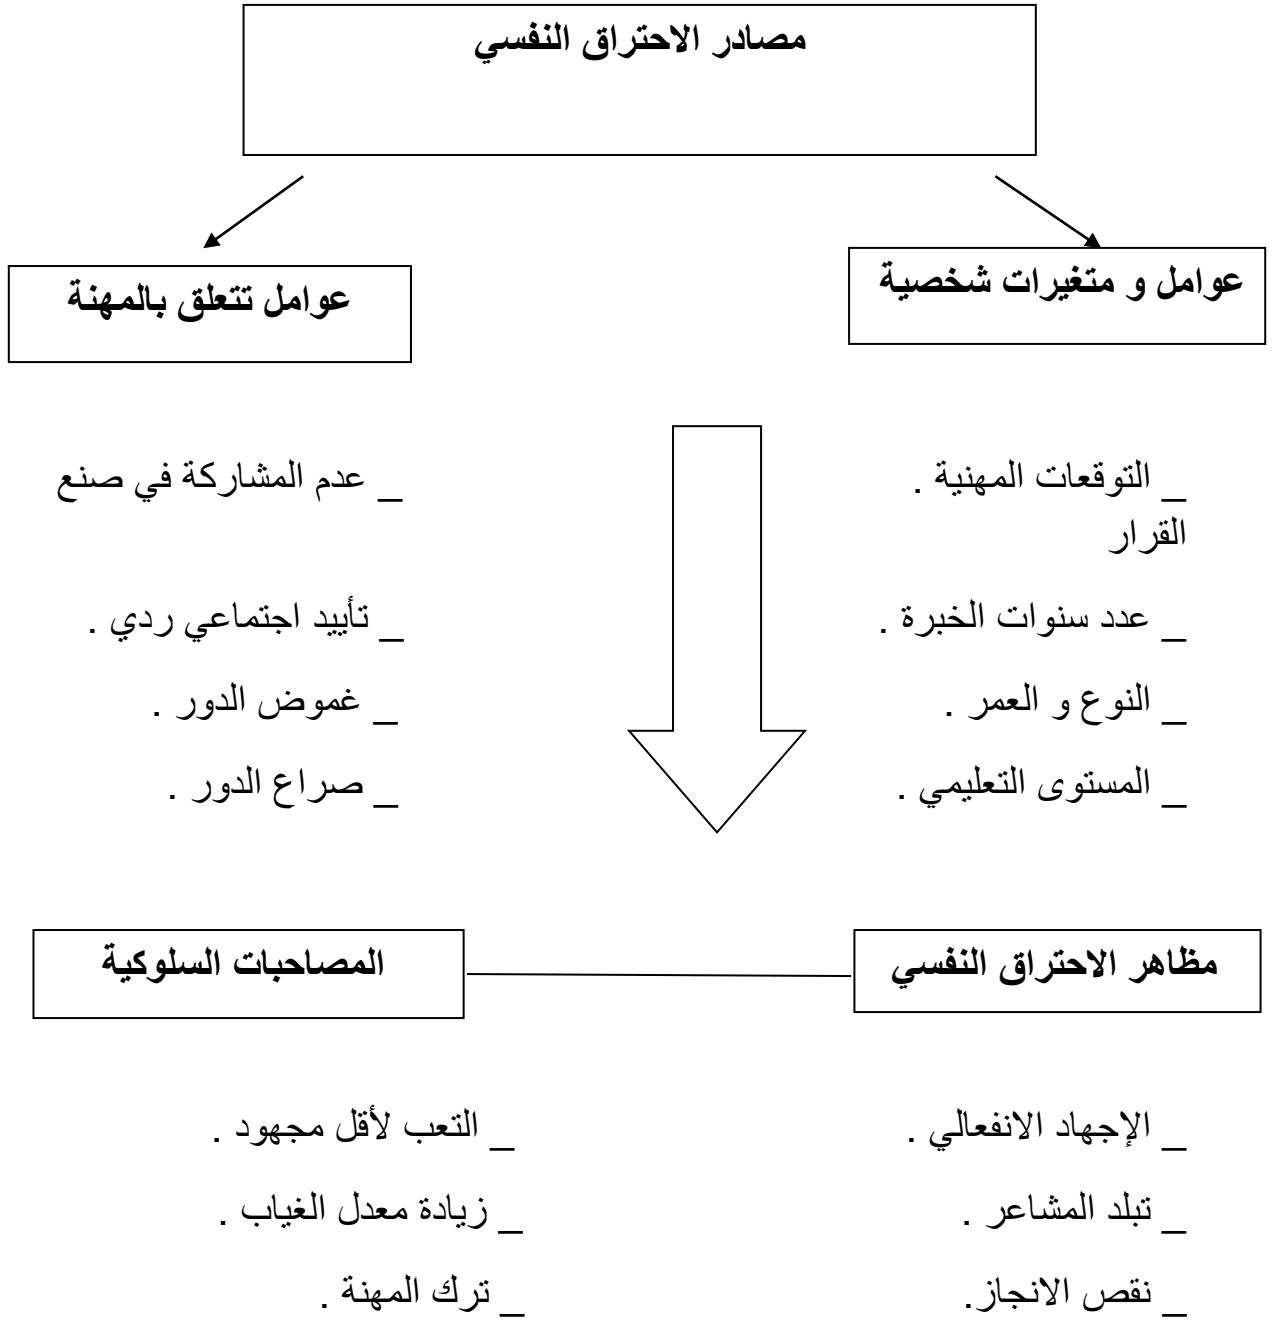 مصادر الاحتراق النفسي
عوامل و متغيرات شخصية
عوامل تتعلق بالمهنة
_ التوقعات المهنية . _ عدم المشاركة في صنع
القرار
_ عدد سنوات الخبرة . _ تأييد اجتماعي ردي .
_ النوع و العمر . _ غموض الدور .
_ المستوى التعليمي . _ صراع الدور .
مظاهر الاحتراق النفسي
المصاحبات السلوكية
_ الإجهاد الانفعالي . _ التعب لأقل مجهود .
_ تبلد المشاعر . _ زيادة معدل الغياب .
_ نقص الانجاز. _ ترك المهنة .